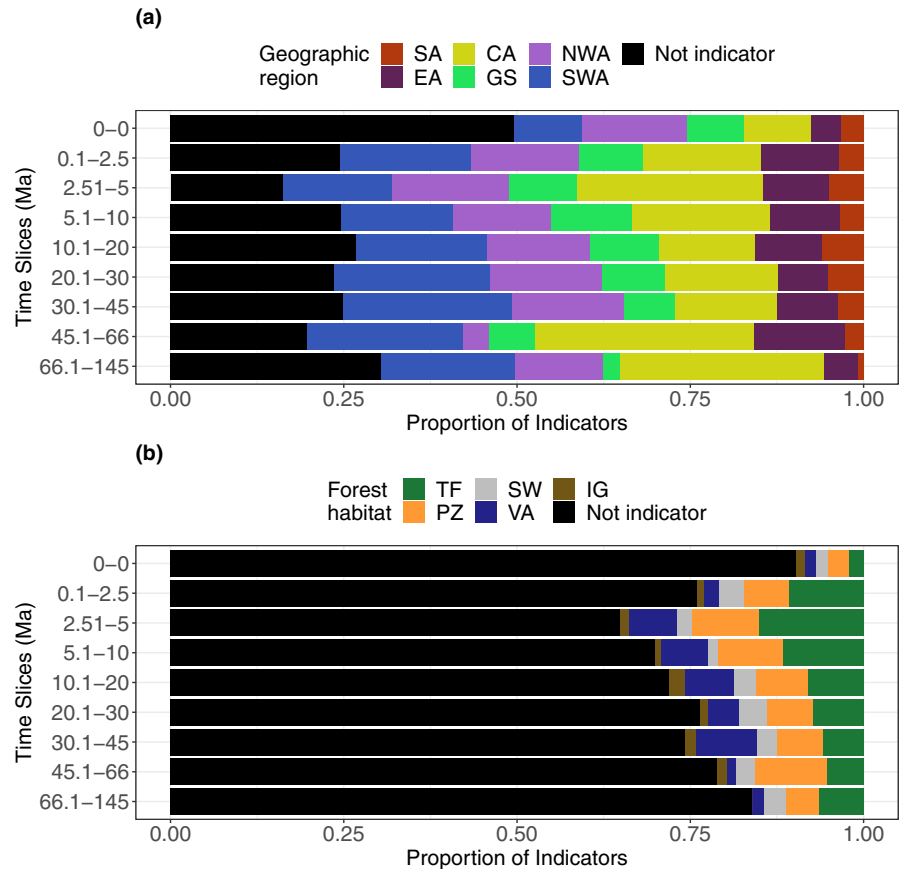 (a)
Geographic region SA CA NWA Not indicator
EA GS SWA
Time Slices (Ma)
0–0
0.1–2.5
2.51–5
5.1–10
10.1–20
20.1–30
30.1–45
45.1–66
66.1–145
0.00 0.25 0.50 0.75 1.00
Proportion of Indicators
(b)
Forest habitat TF SW IG
PZ VA Not indicator
Time Slices (Ma)
0–0
0.1–2.5
2.51–5
5.1–10
10.1–20
20.1–30
30.1–45
45.1–66
66.1–145
0.00 0.25 0.50 0.75 1.00
Proportion of Indicators